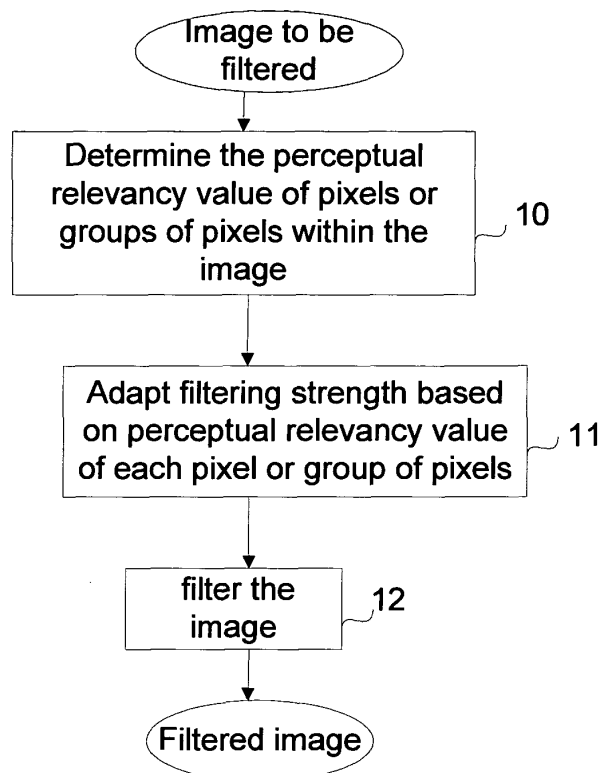 Image to be
filtered
Determine the perceptual
relevancy value of pixels or
groups of pixels within the
image
10
Adapt filtering strength based
on perceptual relevancy value
of each pixel or group of pixels
11
filter the
image
12
Filtered image